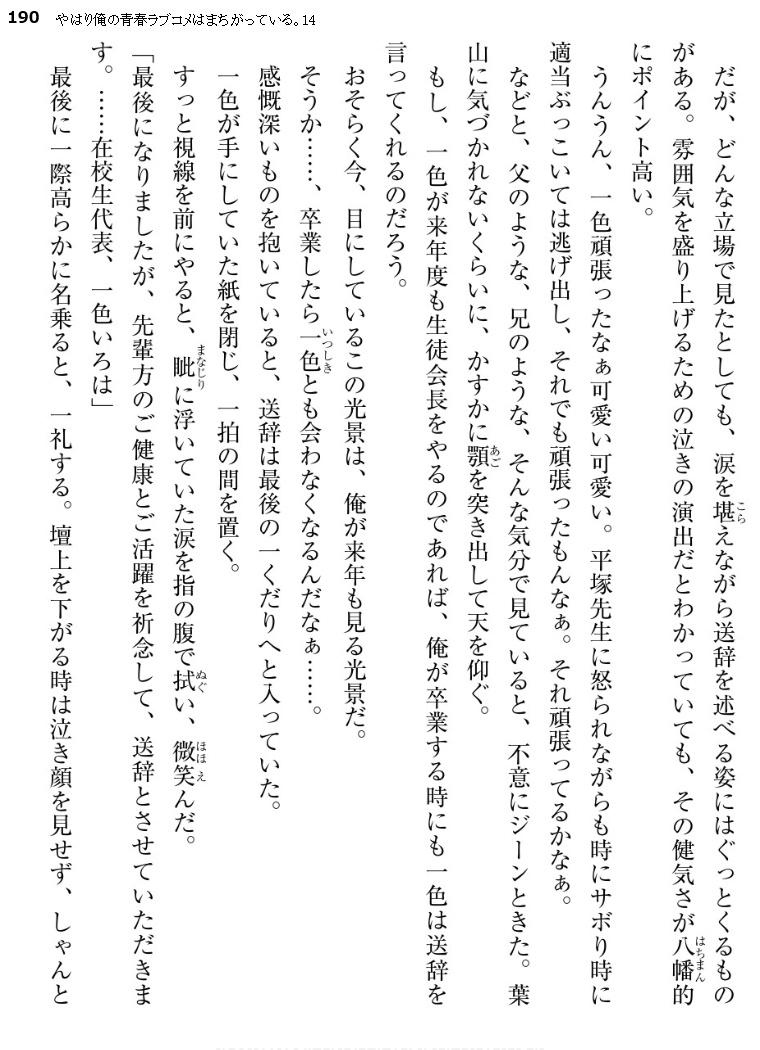 190 やはり俺の青春ラブコメはまちがっている。14
だが、どんな立場で見たとしても、涙を堪えながら送辞を述べる姿にはぐっとくるもの
がある。雰囲気を盛り上げるための泣きの演出だとわかっていても、その健気さが八幡的
にポイント高い。
うんうん、一色頑張ったなぁ可愛い可愛い。平塚先生に怒られながらも時にサボり時に
適当ぶっこいては逃げ出し、それでも頑張ったもんなぁ。それ頑張ってるかなぁ。
などと、父のような、兄のような、そんな気分で見ていると、不意にジーンときた。葉
山に気づかれないくらいに、かすかに顎を突き出して天を仰ぐ。
もし、一色が来年度も生徒会長をやるのであれば、俺が卒業する時にも一色は送辞を
言ってくれるのだろう。
おそらく今、目にしているこの光景は、俺が来年も見る光景だ。
そうか……、卒業したら一色とも会わなくなるんだなぁ……。
感慨深いものを抱いていると、送辞は最後の一くだりへと入っていた。
一色が手にしていた紙を閉じ、一拍の間を置く。
すっと視線を前にやると、眦に浮いていた涙を指の腹で拭い、微笑んだ。
「最後になりましたが、先輩方のご健康とご活躍を祈念して、送辞とさせていただきま
す。……在校生代表、一色いろは」
最後に一際高らかに名乗ると、一礼する。壇上を下がる時は泣き顔を見せず、しゃんと